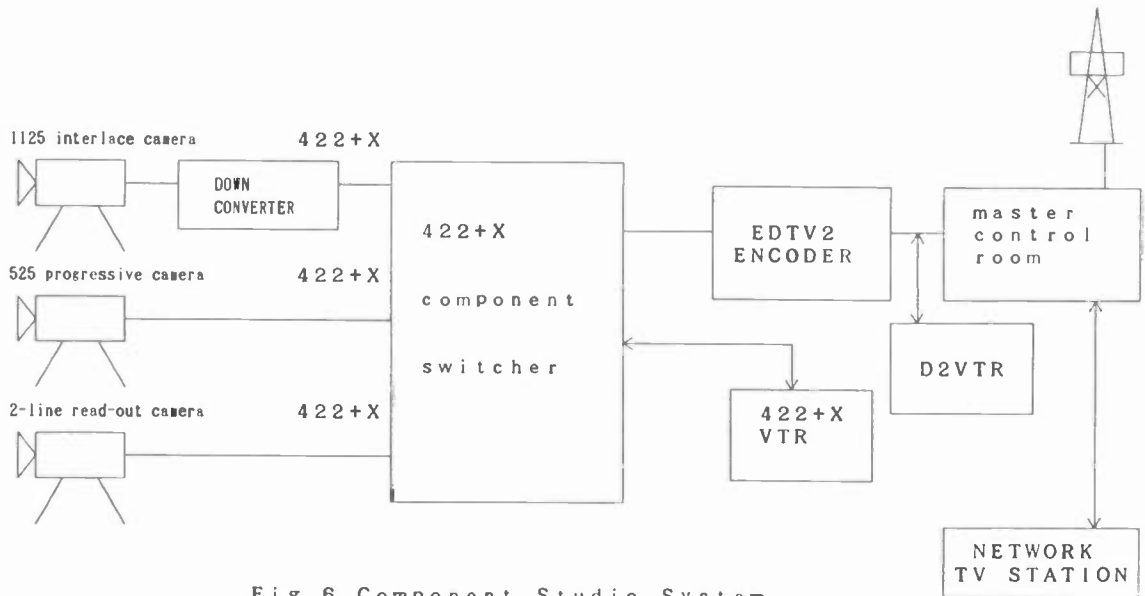 1125 interlace camera
422+X
DOWN
CONVERTER
525 progressive camera
422+X
2-line read-out camera
422+X
422+X
component
switcher
EDTV2
ENCODER
422+X
VTR
D2VTR
master
control
room
NETWORK
TV STATION
Fig 6 Component Studio System